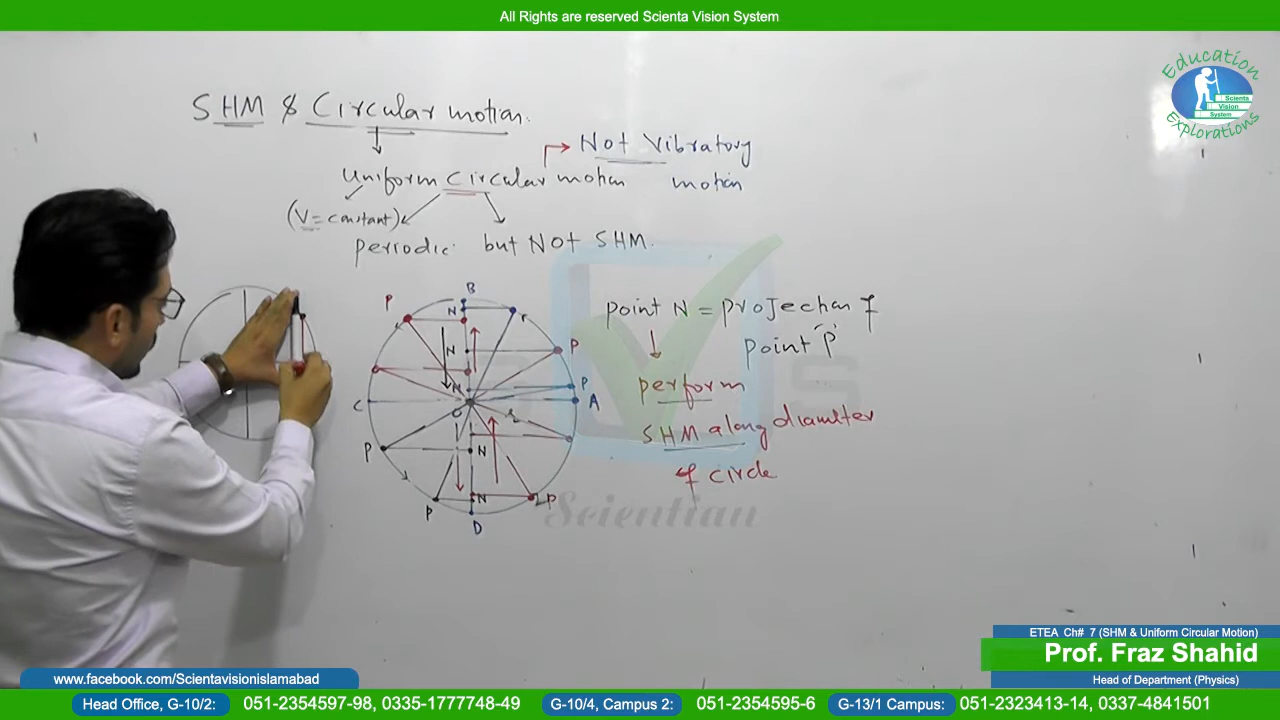 All Rights are reserved Scienta Vision System
Education
Scienta
Vision
System
Explorations
SHM & Circular motion.
Not Vibratory
motion
uniform circular motion
(V = constant)
periodic but Not SHM.
point N = projection of
point 'P'
perform
SHM along diameter
of circle
B
P
N
P
N
P
P
N
A
C
O
P
N
P
N
P
D
Scientian
ETEA Ch# 7 (SHM & Uniform Circular Motion)
Prof. Fraz Shahid
Head of Department (Physics)
www.facebook.com/Scientavisionislamabad
Head Office, G-10/2: 051-2354597-98, 0335-1777748-49 G-10/4, Campus 2: 051-2354595-6 G-13/1 Campus: 051-2323413-14, 0337-4841501